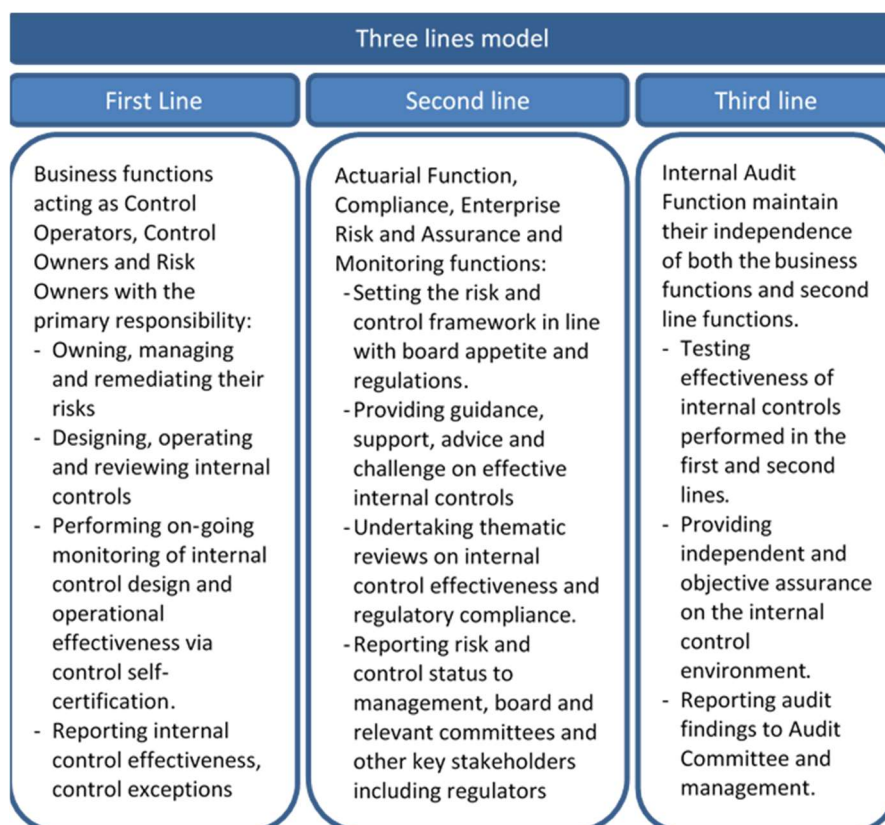 Three lines model
First Line
Second line
Third line
Business functions
acting as Control
Operators, Control
Owners and Risk
Owners with the
primary responsibility:
- Owning, managing
and remediating their
risks
- Designing, operating
and reviewing internal
controls
- Performing on-going
monitoring of internal
control design and
operational
effectiveness via
control self-
certification.
- Reporting internal
control effectiveness,
control exceptions
Actuarial Function,
Compliance, Enterprise
Risk and Assurance and
Monitoring functions:
- Setting the risk and
control framework in line
with board appetite and
regulations.
- Providing guidance,
support, advice and
challenge on effective
internal controls
- Undertaking thematic
reviews on internal
control effectiveness and
regulatory compliance.
- Reporting risk and
control status to
management, board and
relevant committees and
other key stakeholders
including regulators
Internal Audit
Function maintain
their independence
of both the business
functions and second
line functions.
- Testing
effectiveness of
internal controls
performed in the
first and second
lines.
- Providing
independent and
objective assurance
on the internal
control
environment.
- Reporting audit
findings to Audit
Committee and
management.